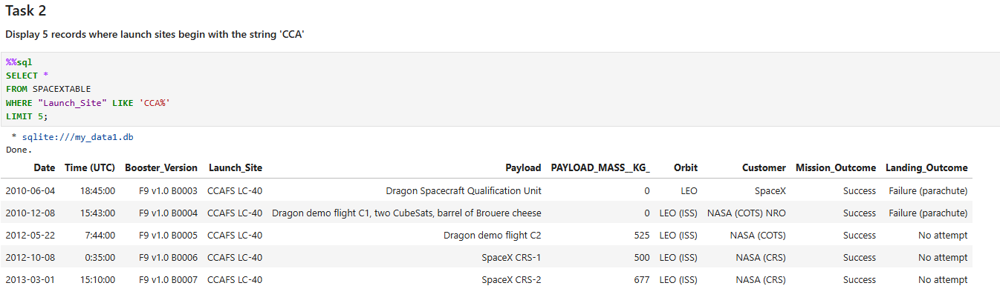 Task 2
Display 5 records where launch sites begin with the string 'CCA'
%%sql
SELECT *
FROM SPACEXTABLE
WHERE "Launch_Site" LIKE 'CCA%'
LIMIT 5;
* sqlite:///my_data1.db
Done.
Date Time (UTC) Booster_Version Launch_Site Payload PAYLOAD_MASS__KG_ Orbit Customer Mission_Outcome Landing_Outcome
2010-06-04 18:45:00 F9 v1.0 B0003 CCAFS LC-40 Dragon Spacecraft Qualification Unit 0 LEO SpaceX Success Failure (parachute)
2010-12-08 15:43:00 F9 v1.0 B0004 CCAFS LC-40 Dragon demo flight C1, two CubeSats, barrel of Brouere cheese 0 LEO (ISS) NASA (COTS) NRO Success Failure (parachute)
2012-05-22 7:44:00 F9 v1.0 B0005 CCAFS LC-40 Dragon demo flight C2 525 LEO (ISS) NASA (COTS) Success No attempt
2012-10-08 0:35:00 F9 v1.0 B0006 CCAFS LC-40 SpaceX CRS-1 500 LEO (ISS) NASA (CRS) Success No attempt
2013-03-01 15:10:00 F9 v1.0 B0007 CCAFS LC-40 SpaceX CRS-2 677 LEO (ISS) NASA (CRS) Success No attempt